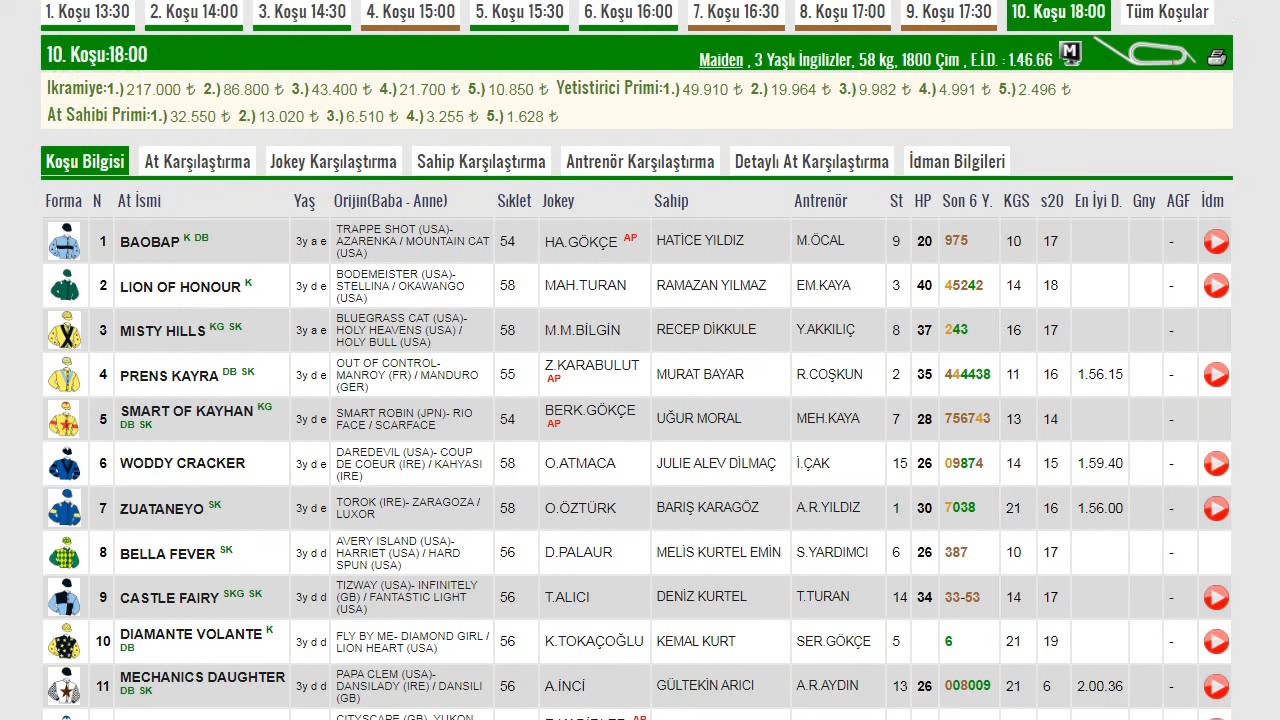 1. Koşu 13:30 2. Koşu 14:00 3. Koşu 14:30 4. Koşu 15:00 5. Koşu 15:30 6. Koşu 16:00 7. Koşu 16:30 8. Koşu 17:00 9. Koşu 17:30 10. Koşu 18:00 Tüm Koşular
10. Koşu:18:00
Maiden , 3 Yaşlı İngilizler, 58 kg, 1800 Çim , E.İ.D. : 1.46.66 M
Ikramiye:1.) 217.000 ₺ 2.) 86.800 ₺ 3.) 43.400 ₺ 4.) 21.700 ₺ 5.) 10.850 ₺ Yetistirici Primi:1.) 49.910 ₺ 2.) 19.964 ₺ 3.) 9.982 ₺ 4.) 4.991 ₺ 5.) 2.496 ₺
At Sahibi Primi:1.) 32.550 ₺ 2.) 13.020 ₺ 3.) 6.510 ₺ 4.) 3.255 ₺ 5.) 1.628 ₺
Koşu Bilgisi At Karşılaştırma Jokey Karşılaştırma Sahip Karşılaştırma Antrenör Karşılaştırma Detaylı At Karşılaştırma İdman Bilgileri
Forma N At İsmi Yaş Orijin(Baba - Anne) Sıklet Jokey Sahip Antrenör St HP Son 6 Y. KGS s20 En İyi D. Gny AGF İdm
1 BAOBAP K DB 3y a e TRAPPE SHOT (USA)- AZARENKA / MOUNTAIN CAT (USA) 54 HA.GÖKÇE AP HATİCE YILDIZ M.ÖCAL 9 20 975 10 17 -
2 LION OF HONOUR K 3y d e BODEMEISTER (USA)- STELLINA / OKAWANGO (USA) 58 MAH.TURAN RAMAZAN YILMAZ EM.KAYA 3 40 45242 14 18 -
3 MISTY HILLS KG SK 3y a e BLUEGRASS CAT (USA)- HOLY HEAVENS (USA) / HOLY BULL (USA) 58 M.M.BİLGİN RECEP DİKKULE Y.AKKILIÇ 8 37 243 16 17 -
4 PRENS KAYRA DB SK 3y d e OUT OF CONTROL- MANROY (FR) / MANDURO (GER) 55 Z.KARABULUT AP MURAT BAYAR R.COŞKUN 2 35 444438 11 16 1.56.15 -
5 SMART OF KAYHAN KG DB SK 3y d e SMART ROBIN (JPN)- RIO FACE / SCARFACE 54 BERK.GÖKÇE AP UĞUR MORAL MEH.KAYA 7 28 756743 13 14 -
6 WODDY CRACKER 3y d e DAREDEVIL (USA)- COUP DE COEUR (IRE) / KAHYASI (IRE) 58 O.ATMACA JULIE ALEV DİLMAÇ İ.ÇAK 15 26 09874 14 15 1.59.40 -
7 ZUATANEYO SK 3y d e TOROK (IRE)- ZARAGOZA / LUXOR 58 O.ÖZTÜRK BARIŞ KARAGÖZ A.R.YILDIZ 1 30 7038 21 16 1.56.00 -
8 BELLA FEVER SK 3y d d AVERY ISLAND (USA)- HARRIET (USA) / HARD SPUN (USA) 56 D.PALAUR MELİS KURTEL EMİN S.YARDIMCI 6 26 387 10 17 -
9 CASTLE FAIRY SKG SK 3y d d TIZWAY (USA)- INFINITELY (GB) / FANTASTIC LIGHT (USA) 56 T.ALICI DENİZ KURTEL T.TURAN 14 34 33-53 14 17 -
10 DIAMANTE VOLANTE K DB 3y d d FLY BY ME- DIAMOND GIRL / LION HEART (USA) 56 K.TOKAÇOĞLU KEMAL KURT SER.GÖKÇE 5 6 21 19 -
11 MECHANICS DAUGHTER DB SK 3y d d PAPA CLEM (USA)- DANSILADY (IRE) / DANSILI (GB) 56 A.İNCİ GÜLTEKİN ARICI A.R.AYDIN 13 26 008009 21 6 2.00.36 -
CITYSCAPE (GB)- YUKON AP